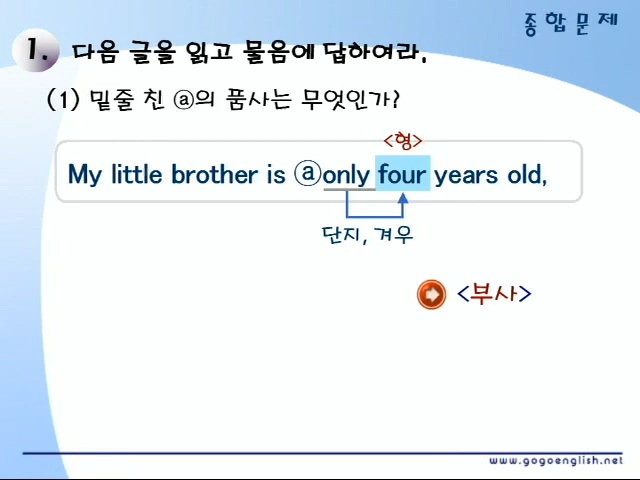 종합문제
1. 다음 글을 읽고 물음에 답하여라.
(1) 밑줄 친 ⓐ의 품사는 무엇인가?
<형>
My little brother is ⓐonly four years old,
단지, 겨우
<부사>
www.gogoenglish.net